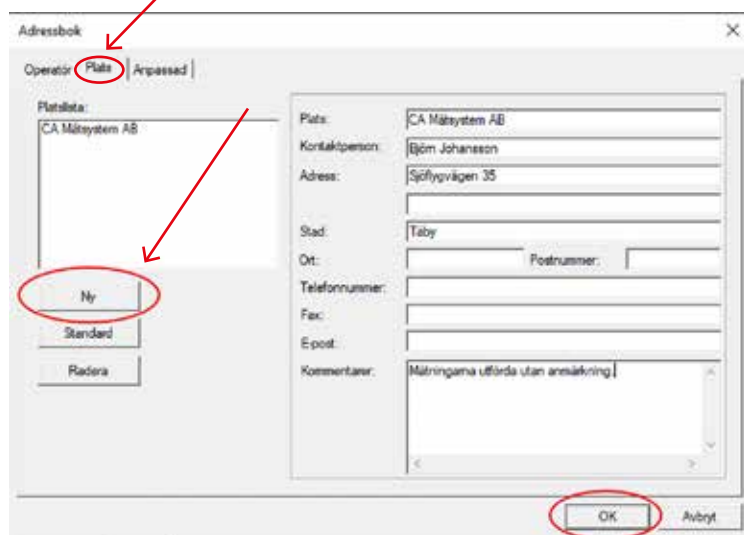 Adressbok
Operatör Plats Anpassad
Platslista:
CA Mätsystem AB
Ny
Standard
Radera
Plats: CA Mätsystem AB
Kontaktperson: Björn Johansson
Adress: Sjöflygvägen 35
Stad: Täby
Ort: Postnummer:
Telefonnummer:
Fax:
E-post:
Kommentarer: Mätningarna utförda utan anmärkning.
OK Avbryt